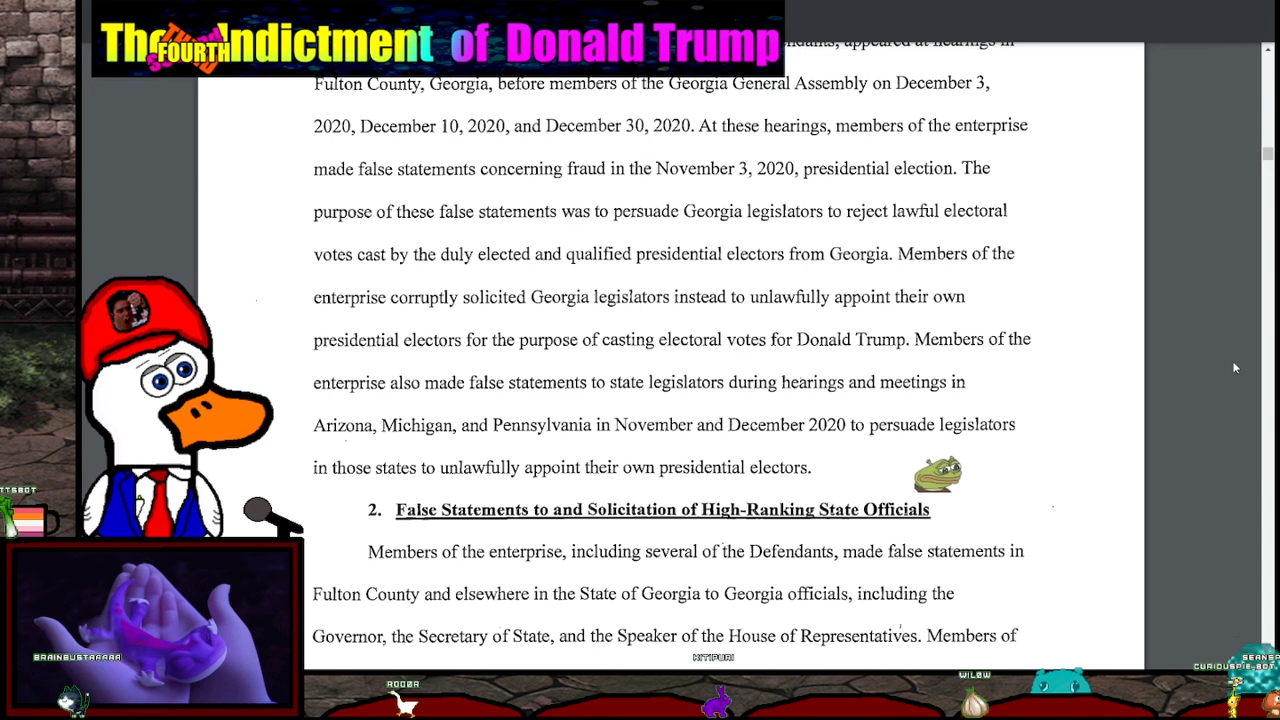 The Indictment of Donald Trump
FOURTH
appeared at hearings in
Fulton County, Georgia, before members of the Georgia General Assembly on December 3,
2020, December 10, 2020, and December 30, 2020. At these hearings, members of the enterprise
made false statements concerning fraud in the November 3, 2020, presidential election. The
purpose of these false statements was to persuade Georgia legislators to reject lawful electoral
votes cast by the duly elected and qualified presidential electors from Georgia. Members of the
enterprise corruptly solicited Georgia legislators instead to unlawfully appoint their own
presidential electors for the purpose of casting electoral votes for Donald Trump. Members of the
enterprise also made false statements to state legislators during hearings and meetings in
Arizona, Michigan, and Pennsylvania in November and December 2020 to persuade legislators
in those states to unlawfully appoint their own presidential electors.
2. False Statements to and Solicitation of High-Ranking State Officials
Members of the enterprise, including several of the Defendants, made false statements in
Fulton County and elsewhere in the State of Georgia to Georgia officials, including the
Governor, the Secretary of State, and the Speaker of the House of Representatives. Members of
TTSBOT
BRAINBUSTAAAAA
KITIPURI
WILOW
SEANSP
CURIOUSPIE_BOT